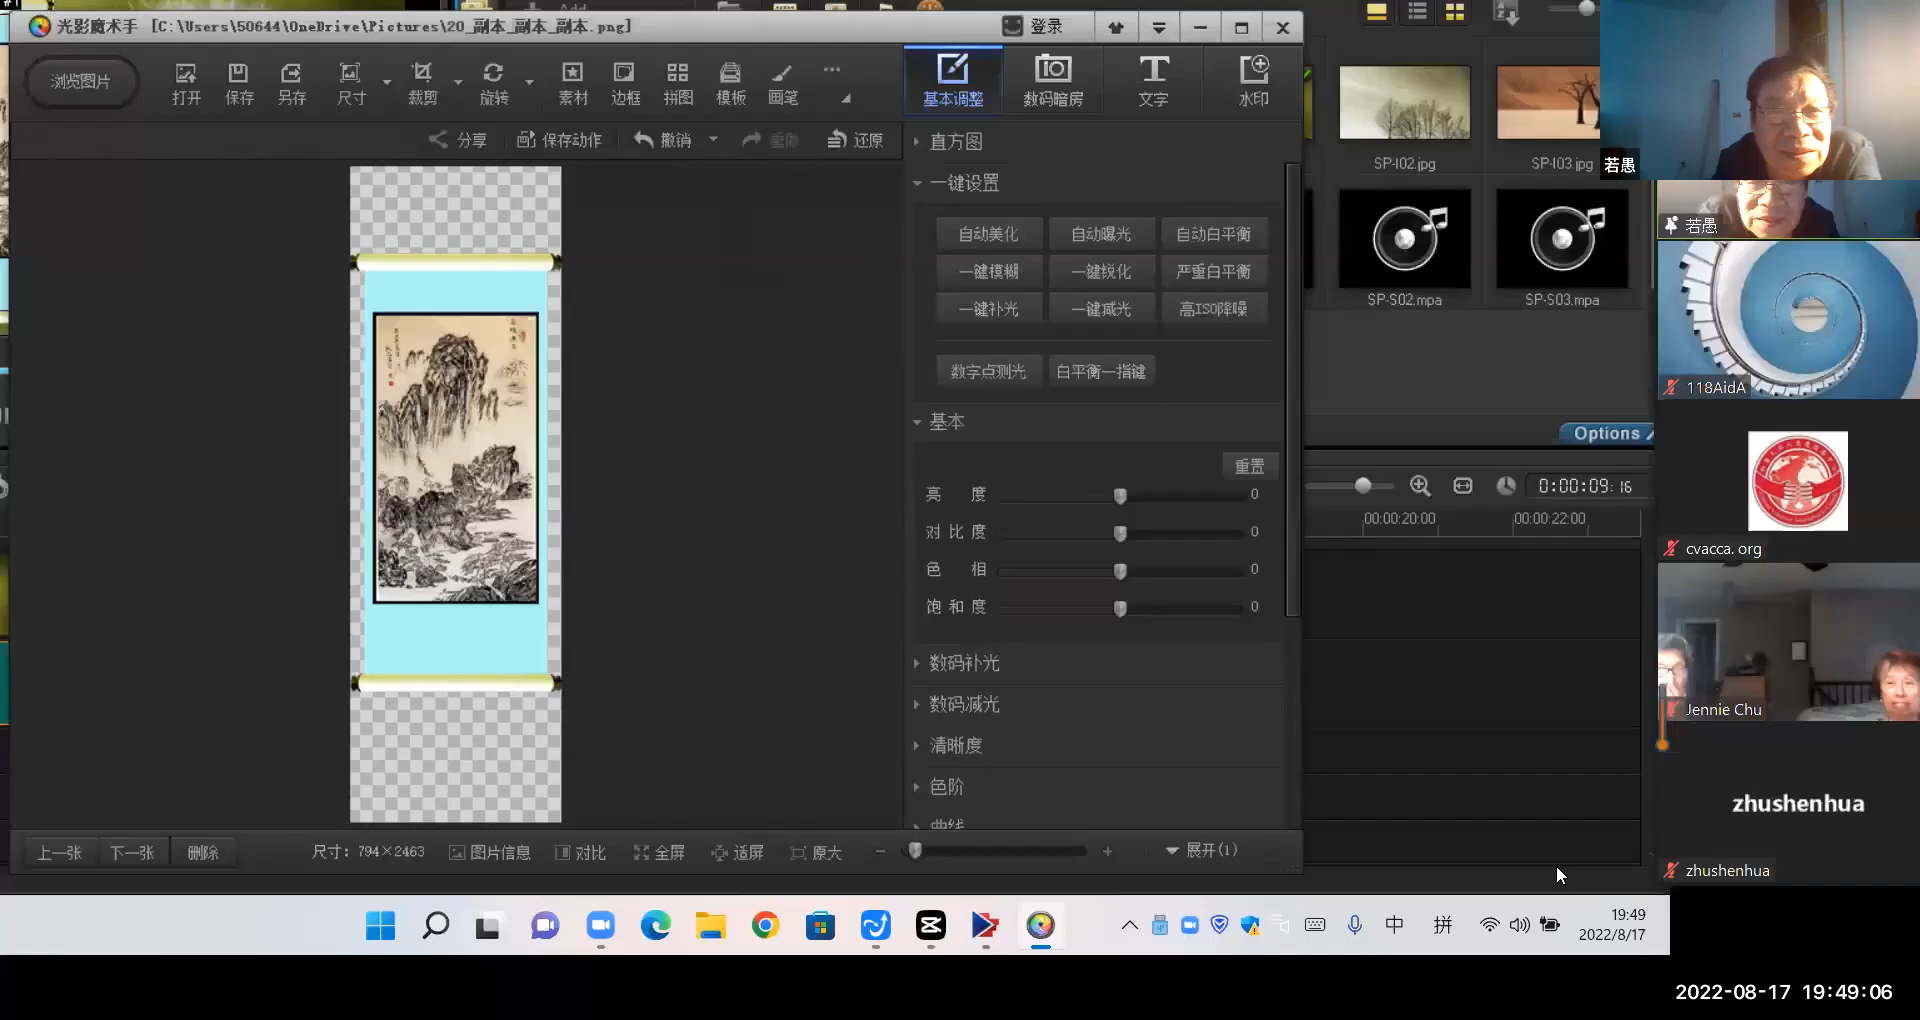 光影魔术手 [C:\Users\50644\OneDrive\Pictures\20_副本_副本_副本.png]
登录
浏览图片
打开
保存
另存
尺寸
裁剪
旋转
素材
边框
拼图
模板
画笔
基本调整
数码暗房
文字
水印
分享
保存动作
撤销
重做
还原
直方图
一键设置
自动美化 自动曝光 自动白平衡
一键模糊 一键锐化 严重白平衡
一键补光 一键减光 高ISO降噪
数字点测光 白平衡一指键
基本
重置
亮 度 0
对比度 0
色 相 0
饱和度 0
数码补光
数码减光
清晰度
色阶
曲线
上一张 下一张 删除
尺寸: 794×2463
图片信息
对比
全屏
适屏
原大
展开(1)
SP-I02.jpg
SP-I03.jpg
SP-S02.mpa
SP-S03.mpa
Options
0:00:09:16
00:00:20:00
00:00:22:00
若愚
若愚
118AidA
cvacca. org
Jennie Chu
zhushenhua
zhushenhua
中
拼
19:49
2022/8/17
2022-08-17 19:49:06